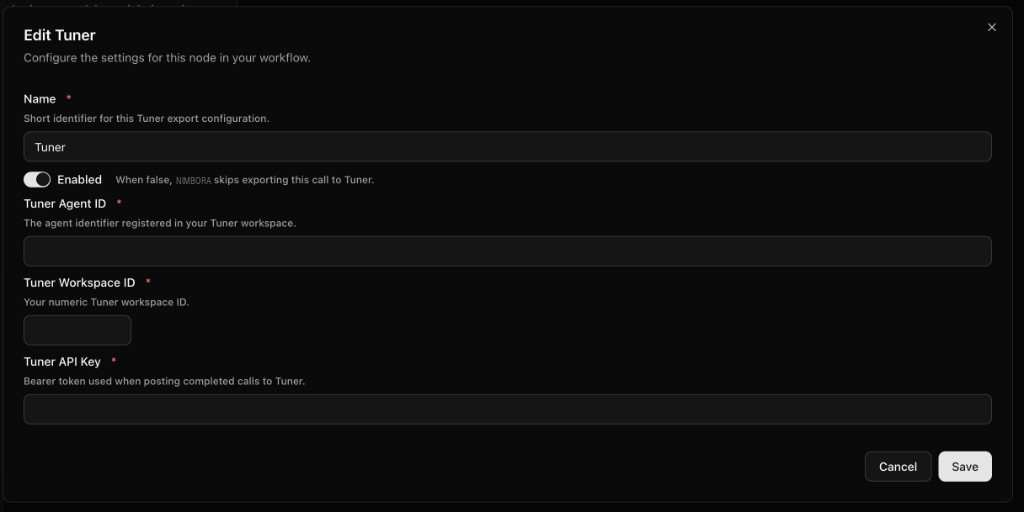 Edit Tuner
Configure the settings for this node in your workflow.
Name *
Short identifier for this Tuner export configuration.
Tuner
Enabled When false, NIMBORA skips exporting this call to Tuner.
Tuner Agent ID *
The agent identifier registered in your Tuner workspace.
Tuner Workspace ID *
Your numeric Tuner workspace ID.
Tuner API Key *
Bearer token used when posting completed calls to Tuner.
Cancel Save